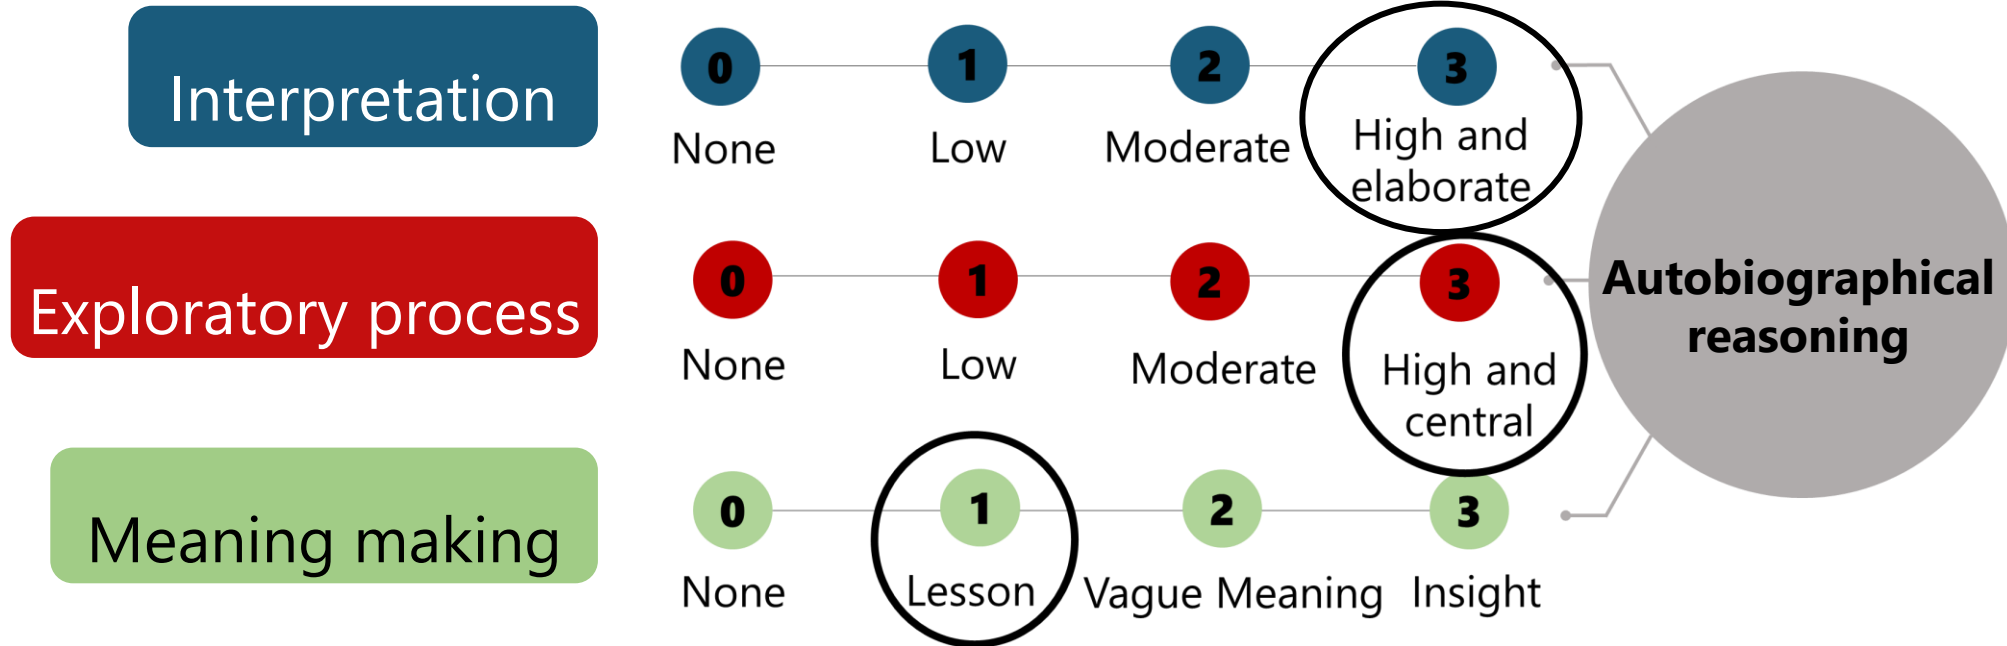 Interpretation
0 1 2 3
None Low Moderate High and
elaborate
Exploratory process
0 1 2 3
None Low Moderate High and
central
Meaning making
0 1 2 3
None Lesson Vague Meaning Insight
Autobiographical
reasoning